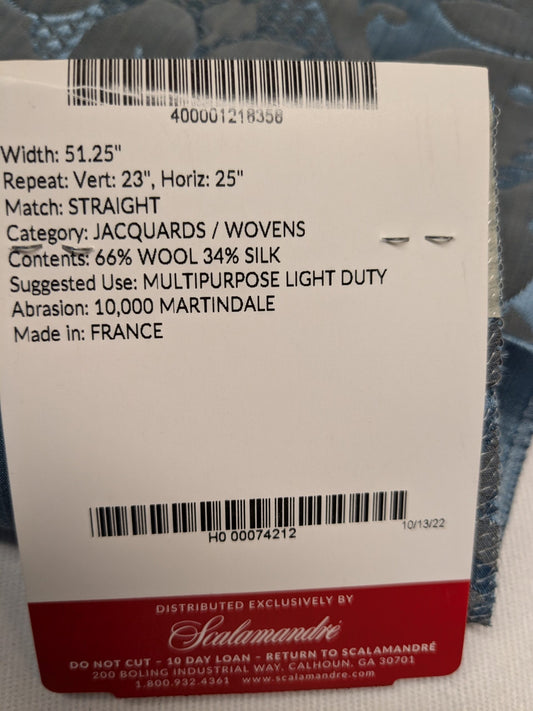 400001218358
Width: 51.25"
Repeat: Vert: 23", Horiz: 25"
Match: STRAIGHT
Category: JACQUARDS / WOVENS
Contents: 66% WOOL 34% SILK
Suggested Use: MULTIPURPOSE LIGHT DUTY
Abrasion: 10,000 MARTINDALE
Made in: FRANCE
H0 00074212
10/13/22
DISTRIBUTED EXCLUSIVELY BY
Scalamandré
DO NOT CUT – 10 DAY LOAN – RETURN TO SCALAMANDRÉ
200 BOLING INDUSTRIAL WAY, CALHOUN, GA 30701
1.800.932.4361 www.scalamandre.com